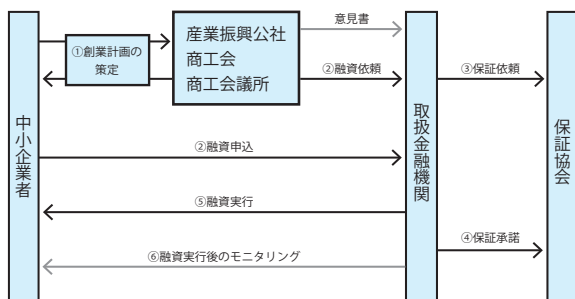 意見書
産業振興公社
商工会
商工会議所
①創業計画の
策定
②融資依頼
③保証依頼
中小企業者
取扱金融機関
保証協会
②融資申込
⑤融資実行
④保証承諾
⑥融資実行後のモニタリング